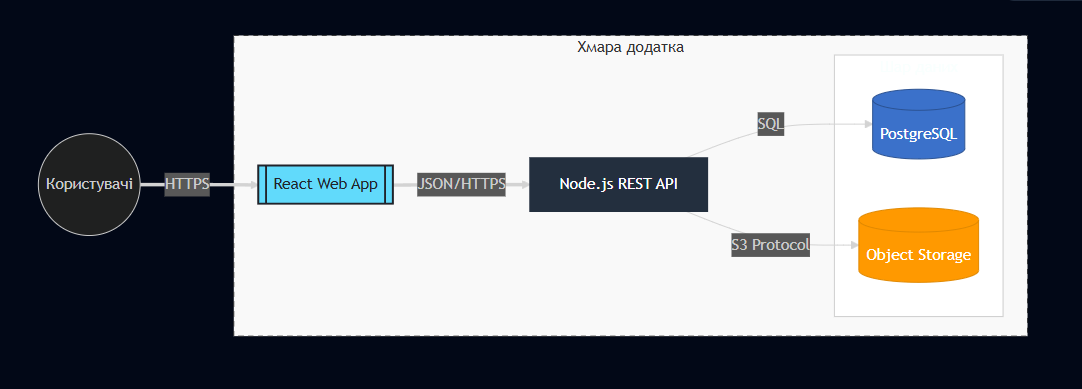 Хмара додатка
Користувачі
HTTPS
React Web App
JSON/HTTPS
Node.js REST API
SQL
PostgreSQL
S3 Protocol
Object Storage